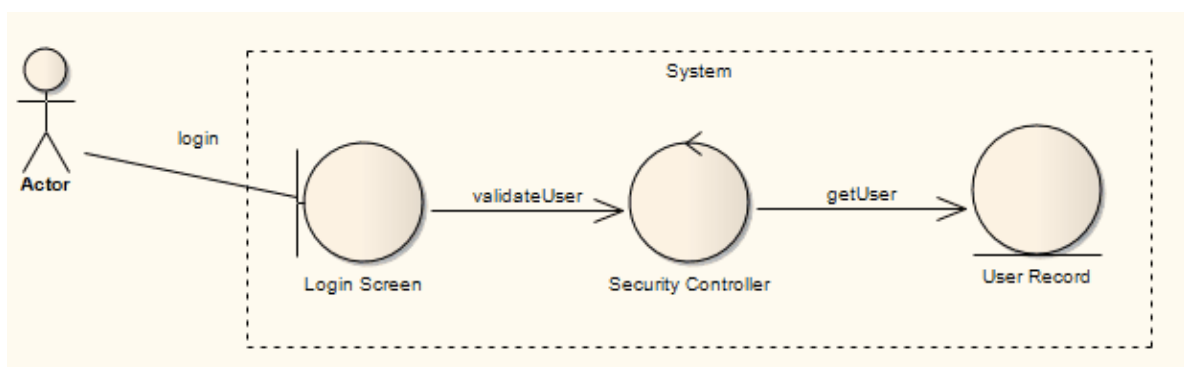 System
login
Actor
validateUser
getUser
Login Screen
Security Controller
User Record